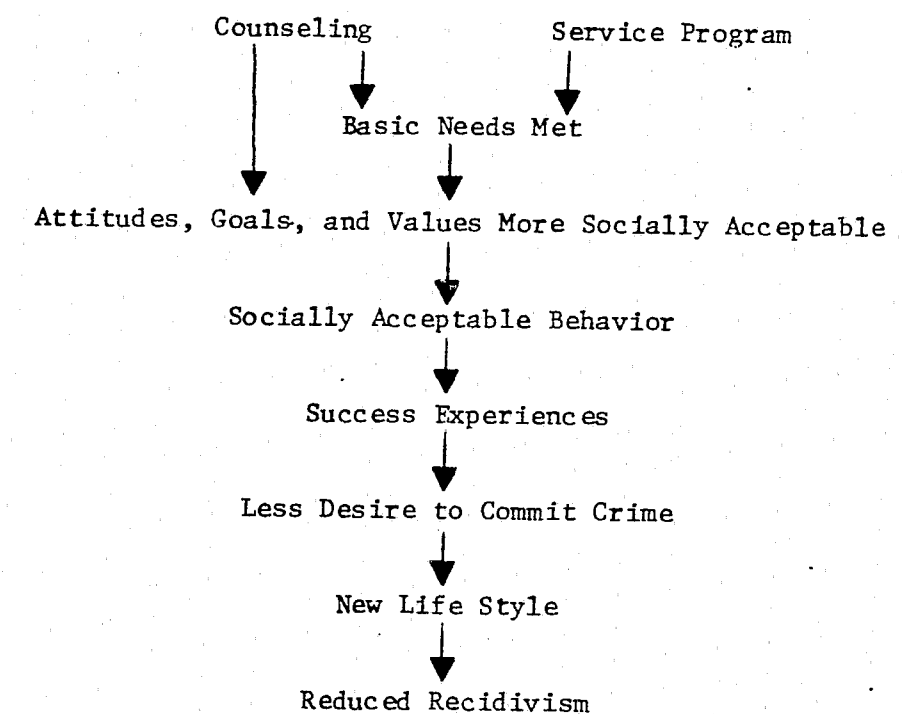 Counseling Service Program
Basic Needs Met
Attitudes, Goals, and Values More Socially Acceptable
Socially Acceptable Behavior
Success Experiences
Less Desire to Commit Crime
New Life Style
Reduced Recidivism